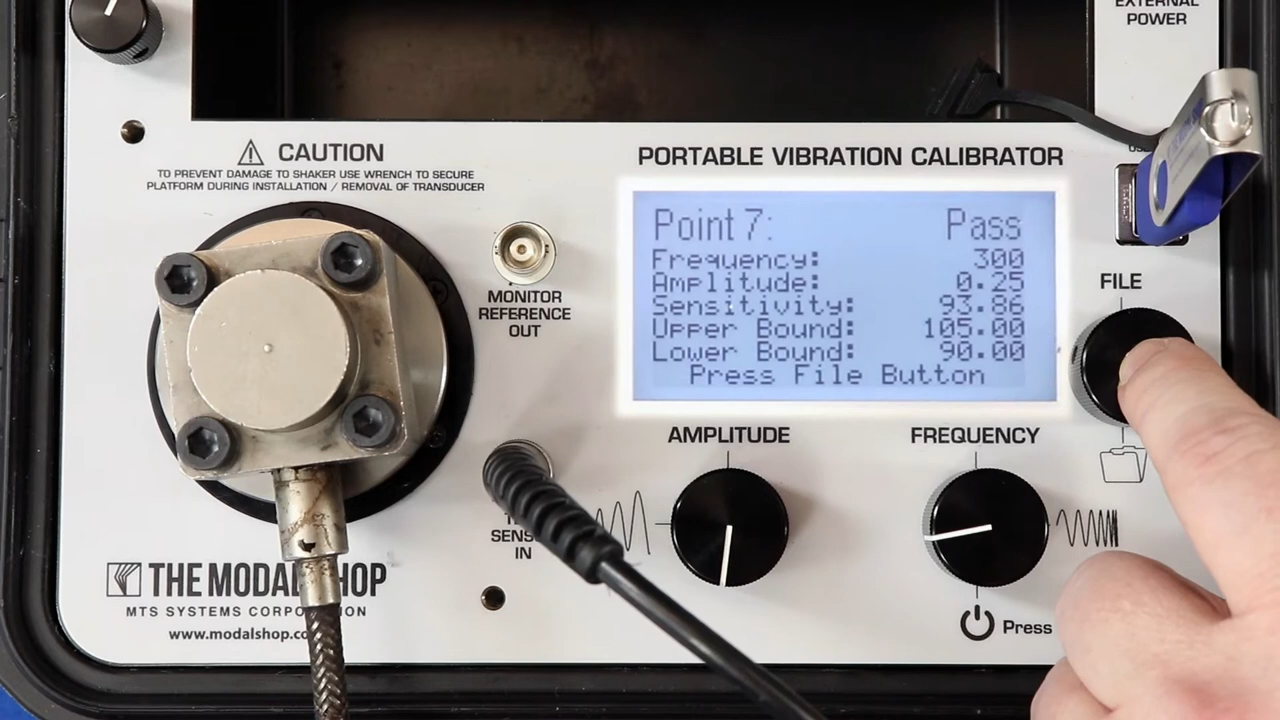 EXTERNAL
POWER
CAUTION
TO PREVENT DAMAGE TO SHAKER USE WRENCH TO SECURE
PLATFORM DURING INSTALLATION / REMOVAL OF TRANSDUCER
PORTABLE VIBRATION CALIBRATOR
Point 7: Pass
Frequency: 300
Amplitude: 0.25
Sensitivity: 93.86
Upper Bound: 105.00
Lower Bound: 90.00
Press File Button
MONITOR
REFERENCE
OUT
FILE
AMPLITUDE
FREQUENCY
IN
THE MODAL SHOP
MTS SYSTEMS CORPORATION
www.modalshop.co
Press